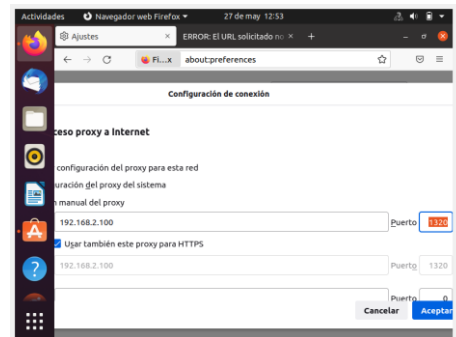 Actividades Navegador web Firefox 27 de may 12:53
Ajustes × ERROR: El URL solicitado no × +
Fi...x about:preferences
Configuración de conexión
ceso proxy a Internet
configuración del proxy para esta red
uración del proxy del sistema
n manual del proxy
192.168.2.100 Puerto 1320
Usar también este proxy para HTTPS
192.168.2.100 Puerto 1320
Puerto 0
Cancelar Aceptar